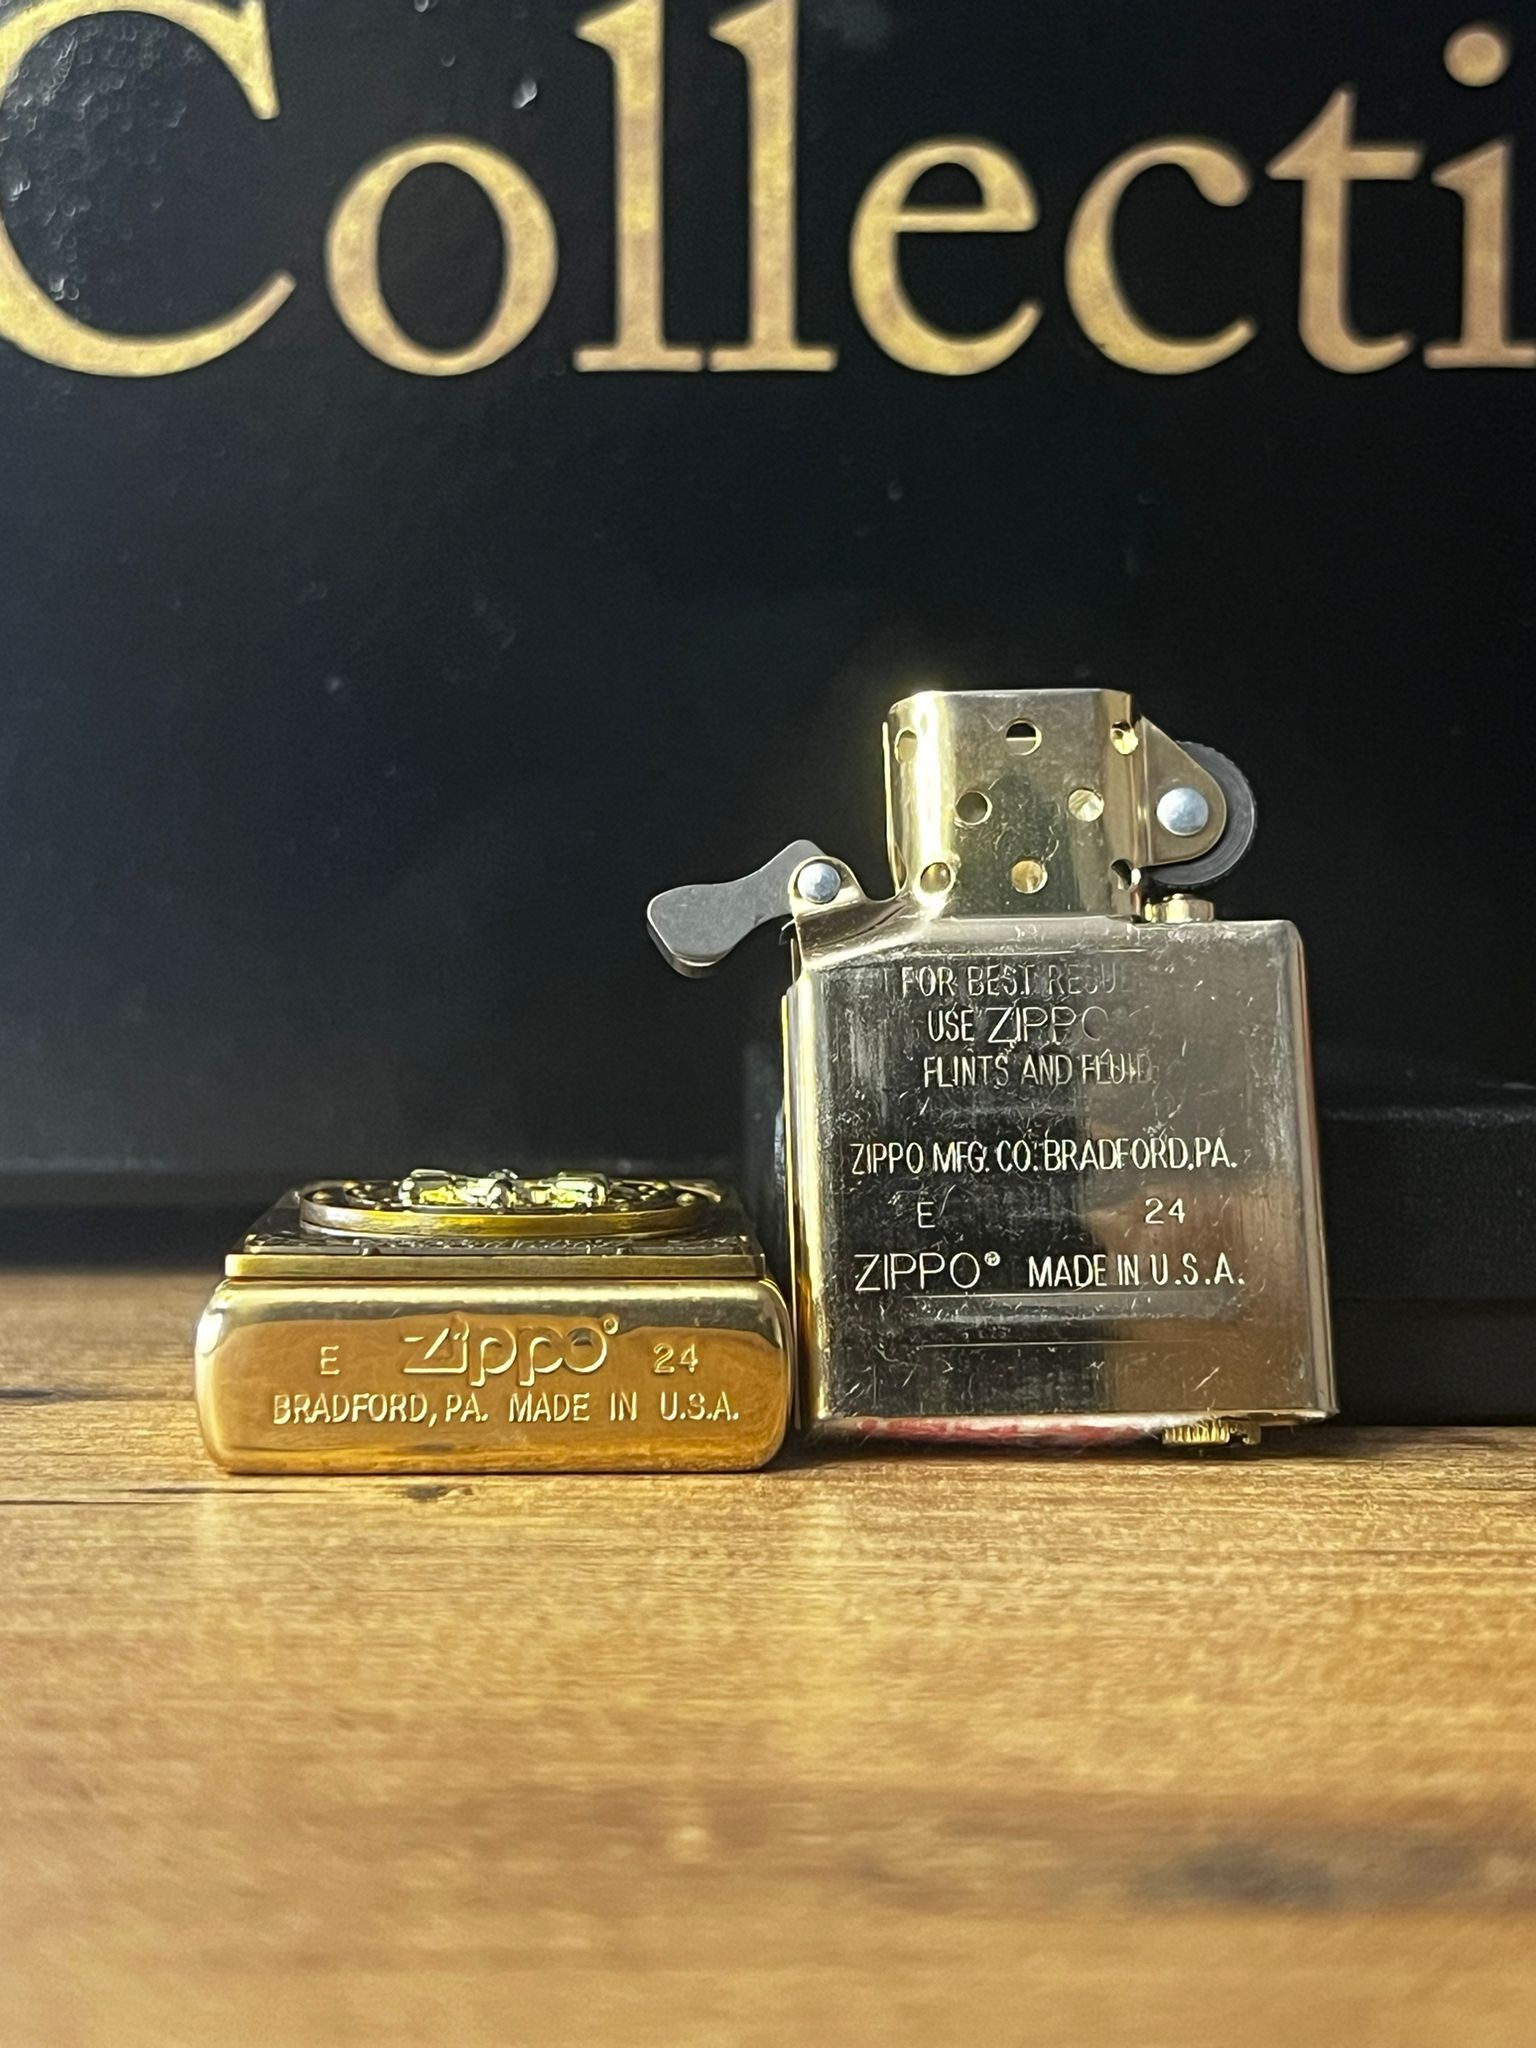 Collecti
FOR BEST RESUL
USE ZIPPO
FLINTS AND FLUID
ZIPPO MFG. CO. BRADFORD, PA.
E 24
ZIPPO® MADE IN U.S.A.
E Zippo® 24
BRADFORD, PA. MADE IN U.S.A.